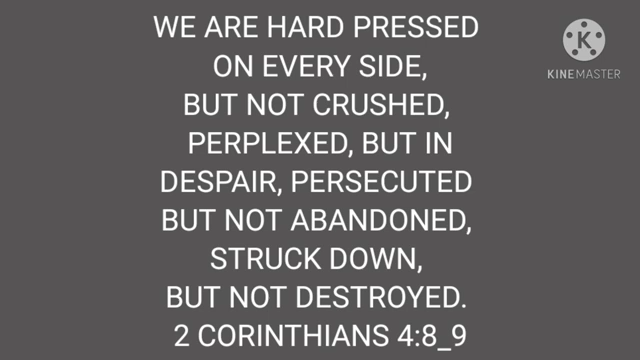 WE ARE HARD PRESSED
ON EVERY SIDE,
BUT NOT CRUSHED,
PERPLEXED, BUT IN
DESPAIR, PERSECUTED
BUT NOT ABANDONED,
STRUCK DOWN,
BUT NOT DESTROYED.
2 CORINTHIANS 4:8_9
K
KINEMASTER